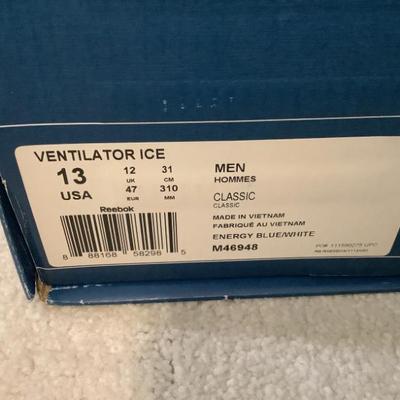 VENTILATOR ICE
13 12 31
USA UK CM
47 310
EUR MM
Reebok
8 88168 58298 5
MEN
HOMMES
CLASSIC
CLASSIC
MADE IN VIETNAM
FABRIQUÉ AU VIETNAM
ENERGY BLUE/WHITE
M46948
UPC